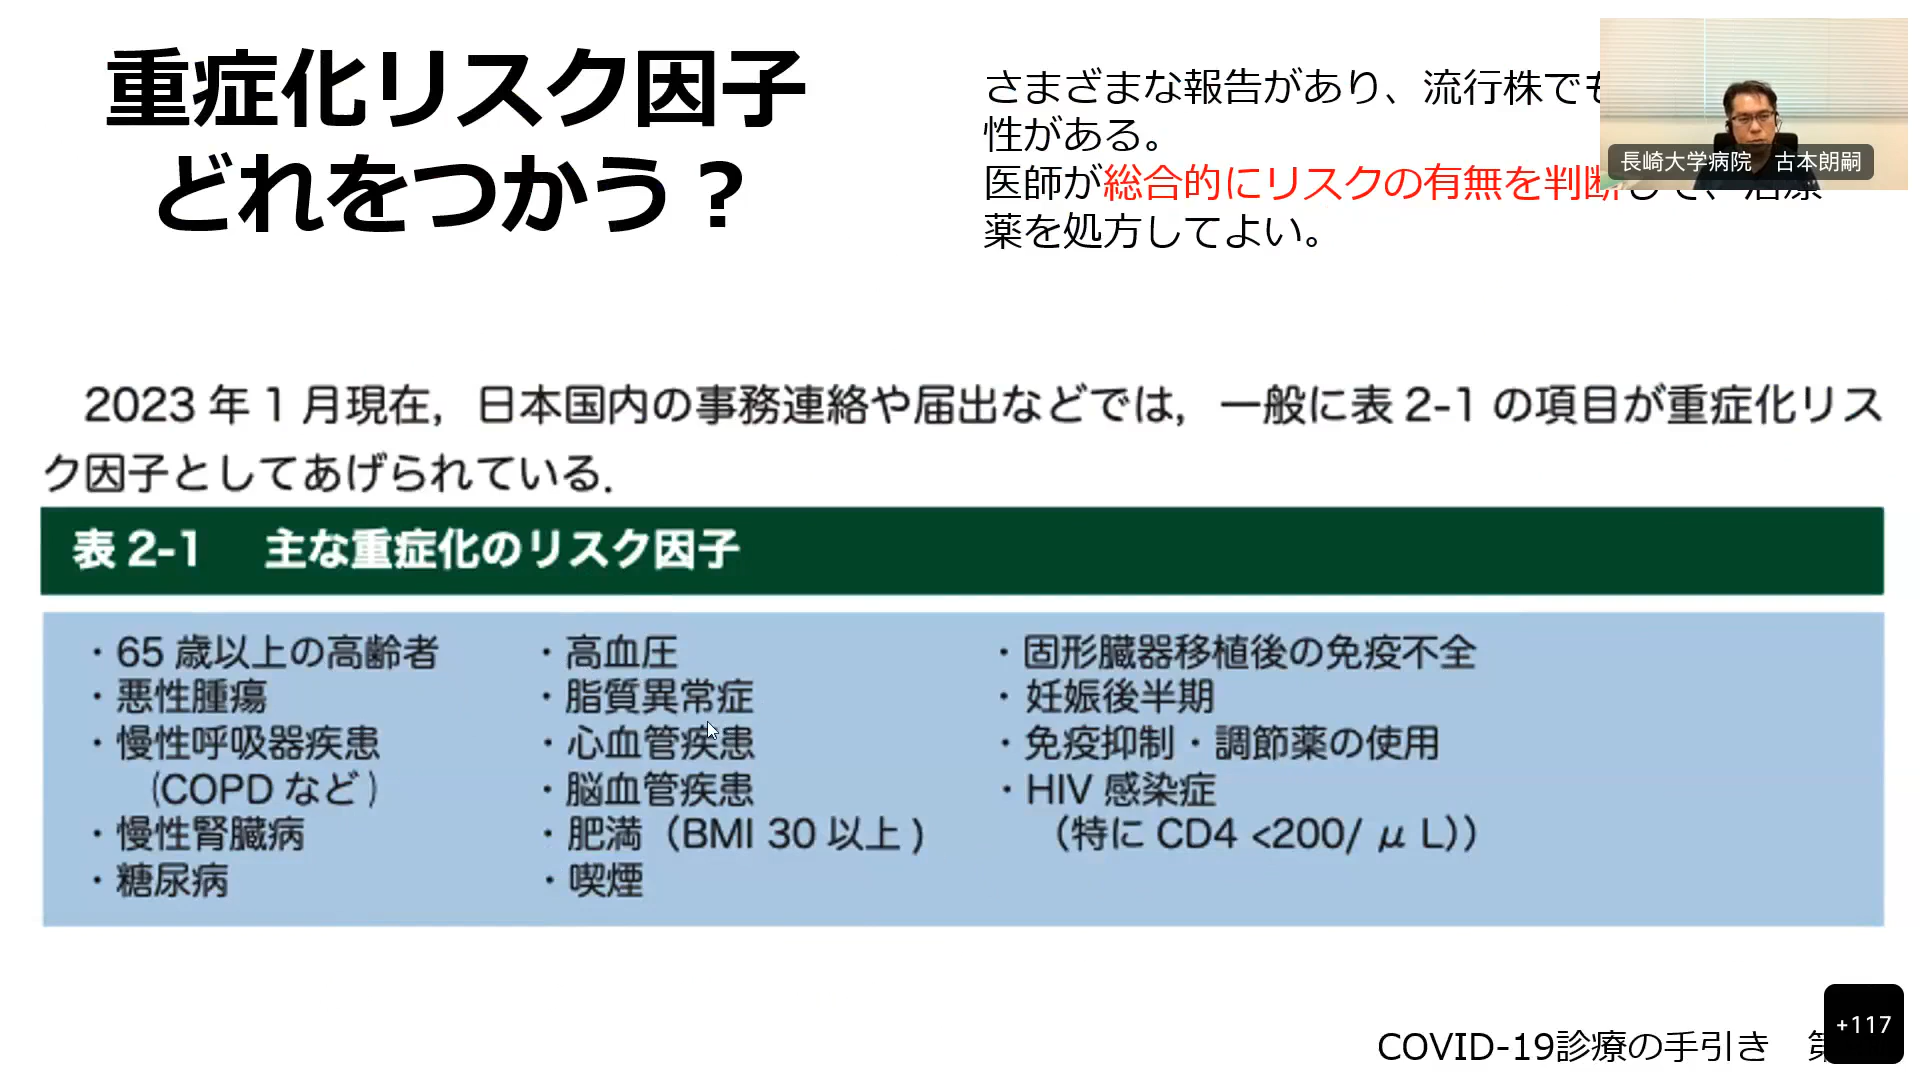 重症化リスク因子
どれをつかう？
さまざまな報告があり、流行株でも
性がある。
医師が総合的にリスクの有無を判断して、治療
薬を処方してよい。
長崎大学病院　古本朗嗣
2023 年 1 月現在，日本国内の事務連絡や届出などでは，一般に表 2-1 の項目が重症化リス
ク因子としてあげられている．
表 2-1　主な重症化のリスク因子
・65 歳以上の高齢者
・悪性腫瘍
・慢性呼吸器疾患
（COPD など）
・慢性腎臓病
・糖尿病
・高血圧
・脂質異常症
・心血管疾患
・脳血管疾患
・肥満（BMI 30 以上）
・喫煙
・固形臓器移植後の免疫不全
・妊娠後半期
・免疫抑制・調節薬の使用
・HIV 感染症
（特に CD4 <200/ μ L））
COVID-19診療の手引き　第
+117